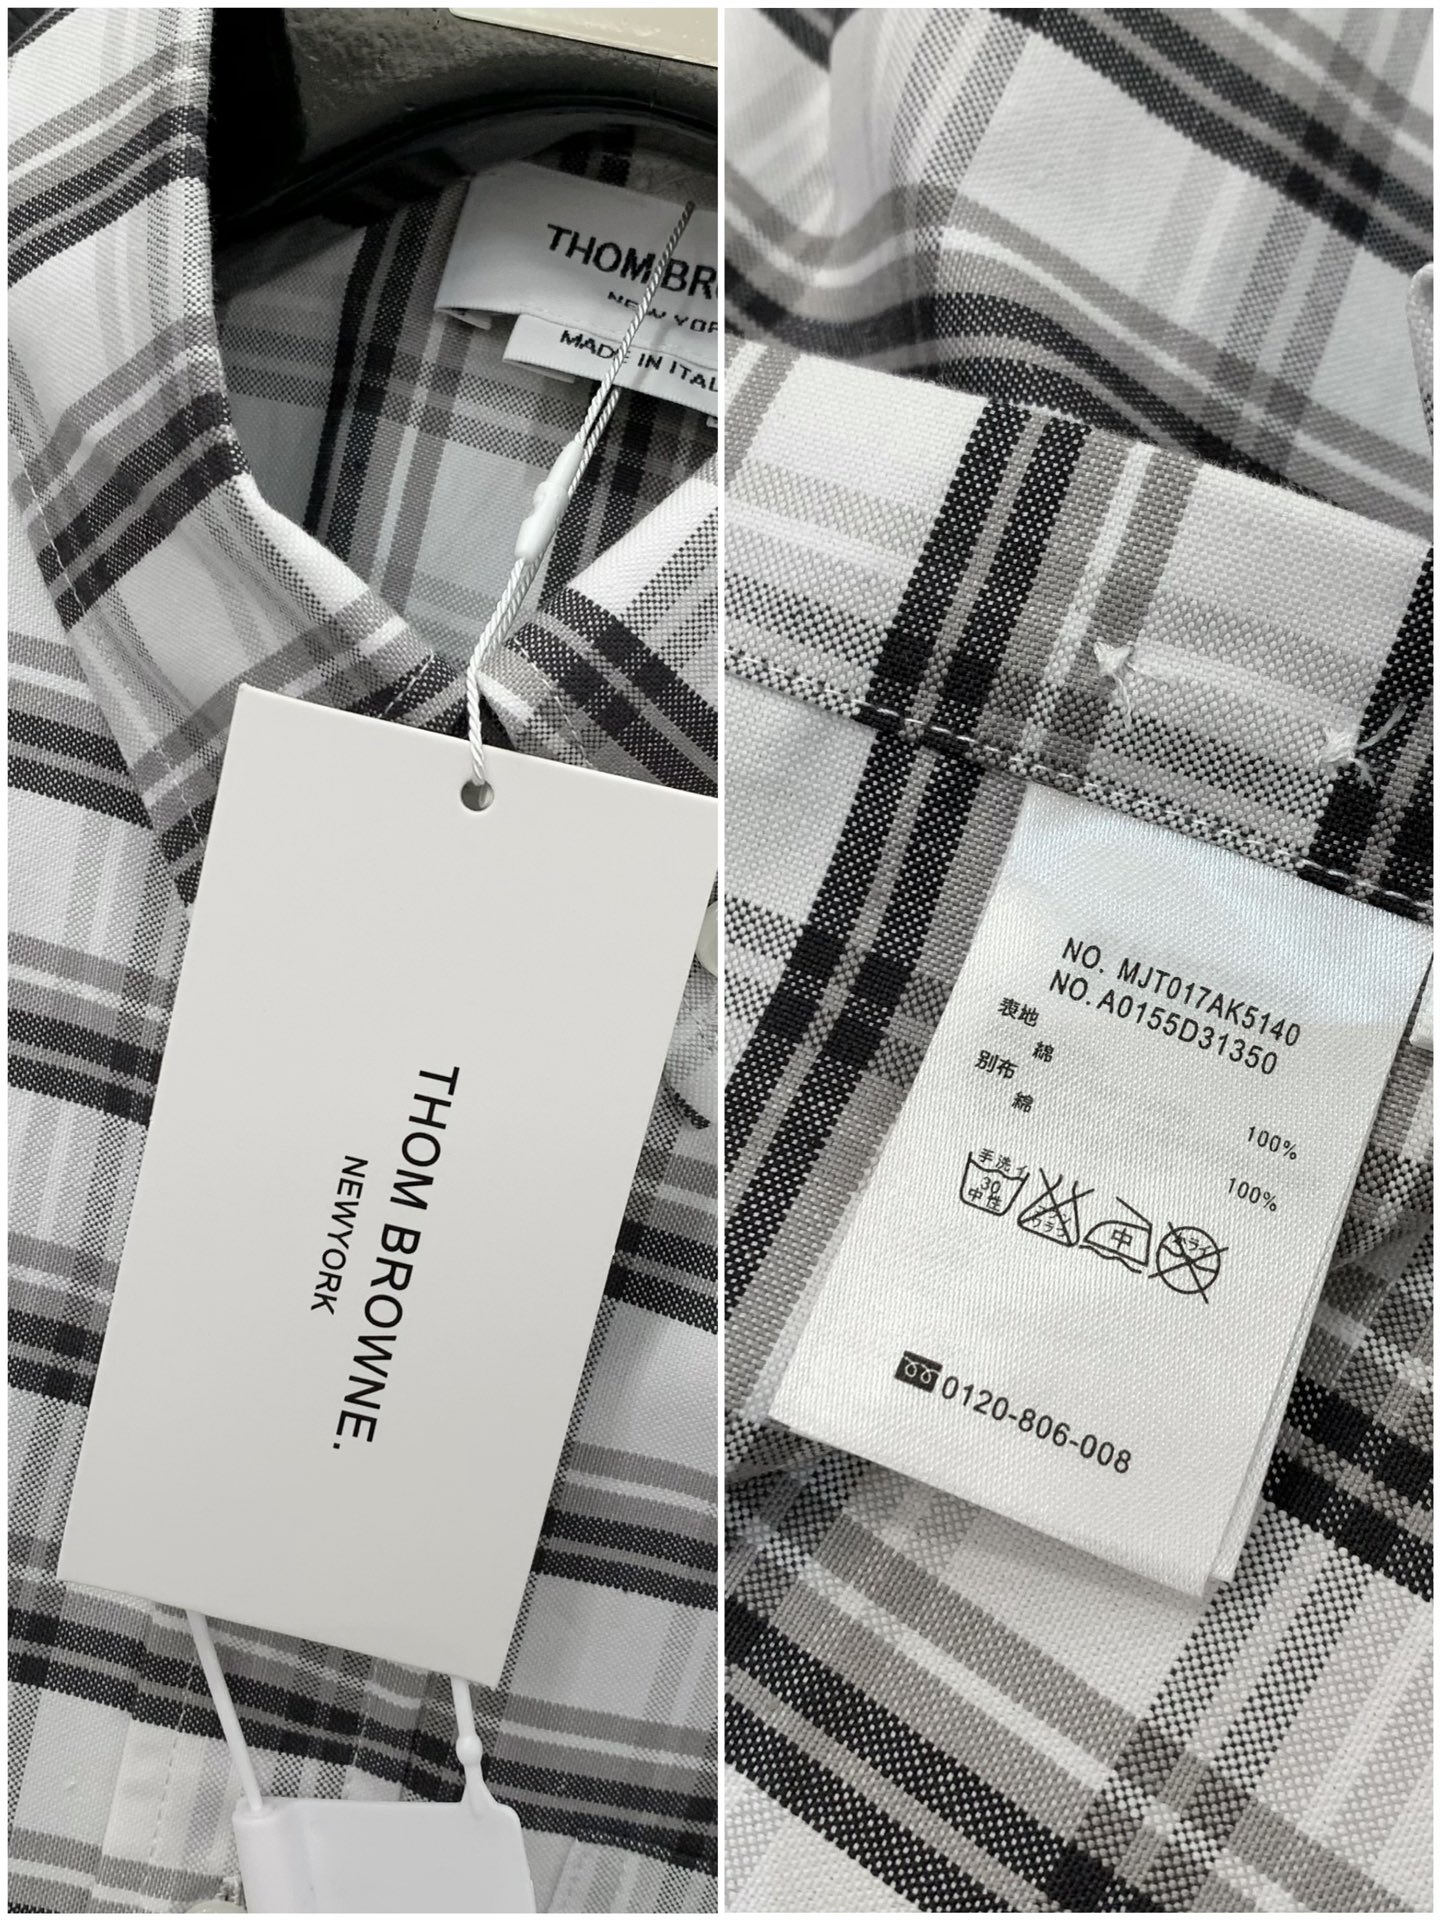 THOM BRO
NEW YOR
MADE IN ITAL
THOM BROWNE.
NEWYORK
NO. MJT017AK5140
NO. A0155D31350
表地
綿
100%
別布
綿
100%
手洗イ
30
中性
中
0120-806-008